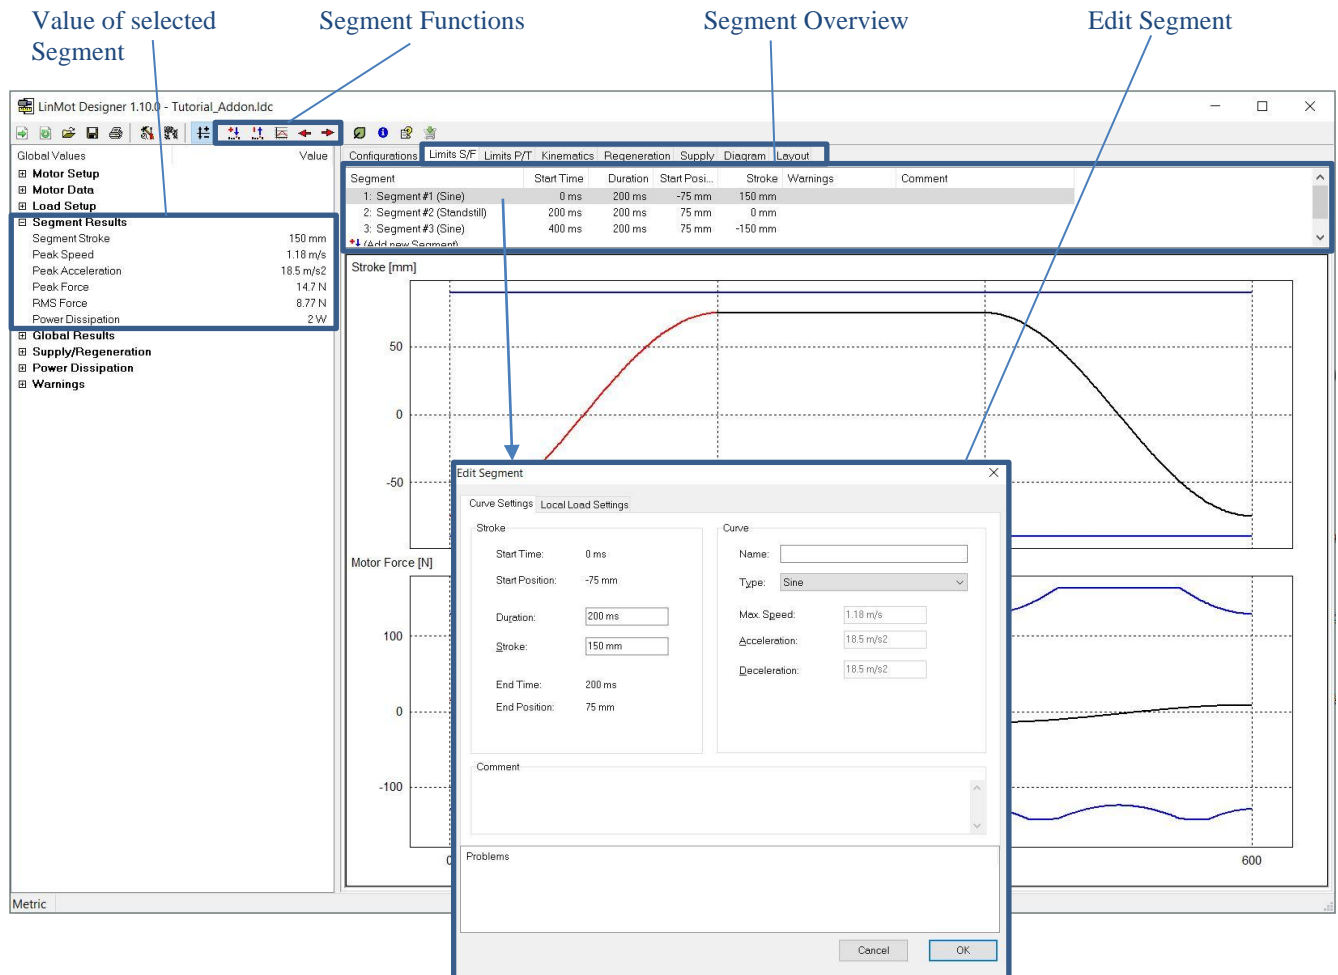 Value of selected
Segment
Segment Functions
Segment Overview
Edit Segment
LinMot Designer 1.10.0 - Tutorial_Addon.ldc
Global Values Value
Motor Setup
Motor Data
Load Setup
Segment Results
Segment Stroke 150 mm
Peak Speed 1.18 m/s
Peak Acceleration 18.5 m/s2
Peak Force 14.7 N
RMS Force 8.77 N
Power Dissipation 2 W
Global Results
Supply/Regeneration
Power Dissipation
Warnings
Configurations Limits S/F Limits P/T Kinematics Regeneration Supply Diagram Layout
Segment Start Time Duration Start Posi... Stroke Warnings Comment
1: Segment #1 (Sine) 0 ms 200 ms -75 mm 150 mm
2: Segment #2 (Standstill) 200 ms 200 ms 75 mm 0 mm
3: Segment #3 (Sine) 400 ms 200 ms 75 mm -150 mm
(Add new Segment)
Stroke [mm]
50
0
-50
Motor Force [N]
100
0
-100
0
600
Edit Segment
Curve Settings Local Load Settings
Stroke
Start Time: 0 ms
Start Position: -75 mm
Duration: 200 ms
Stroke: 150 mm
End Time: 200 ms
End Position: 75 mm
Curve
Name:
Type: Sine
Max. Speed: 1.18 m/s
Acceleration: 18.5 m/s2
Deceleration: 18.5 m/s2
Comment
Problems
Cancel OK
Metric